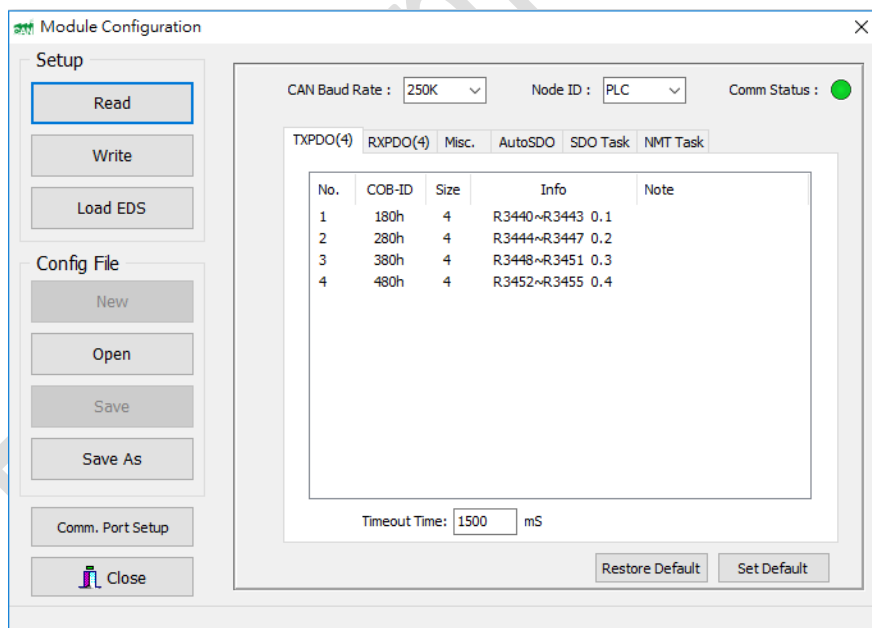 Module Configuration
Setup
Read
Write
Load EDS
Config File
New
Open
Save
Save As
Comm. Port Setup
Close
CAN Baud Rate : 250K Node ID : PLC Comm Status :
TXPDO(4) RXPDO(4) Misc. AutoSDO SDO Task NMT Task
No. COB-ID Size Info Note
1 180h 4 R3440~R3443 0.1
2 280h 4 R3444~R3447 0.2
3 380h 4 R3448~R3451 0.3
4 480h 4 R3452~R3455 0.4
Timeout Time: 1500 mS
Restore Default Set Default